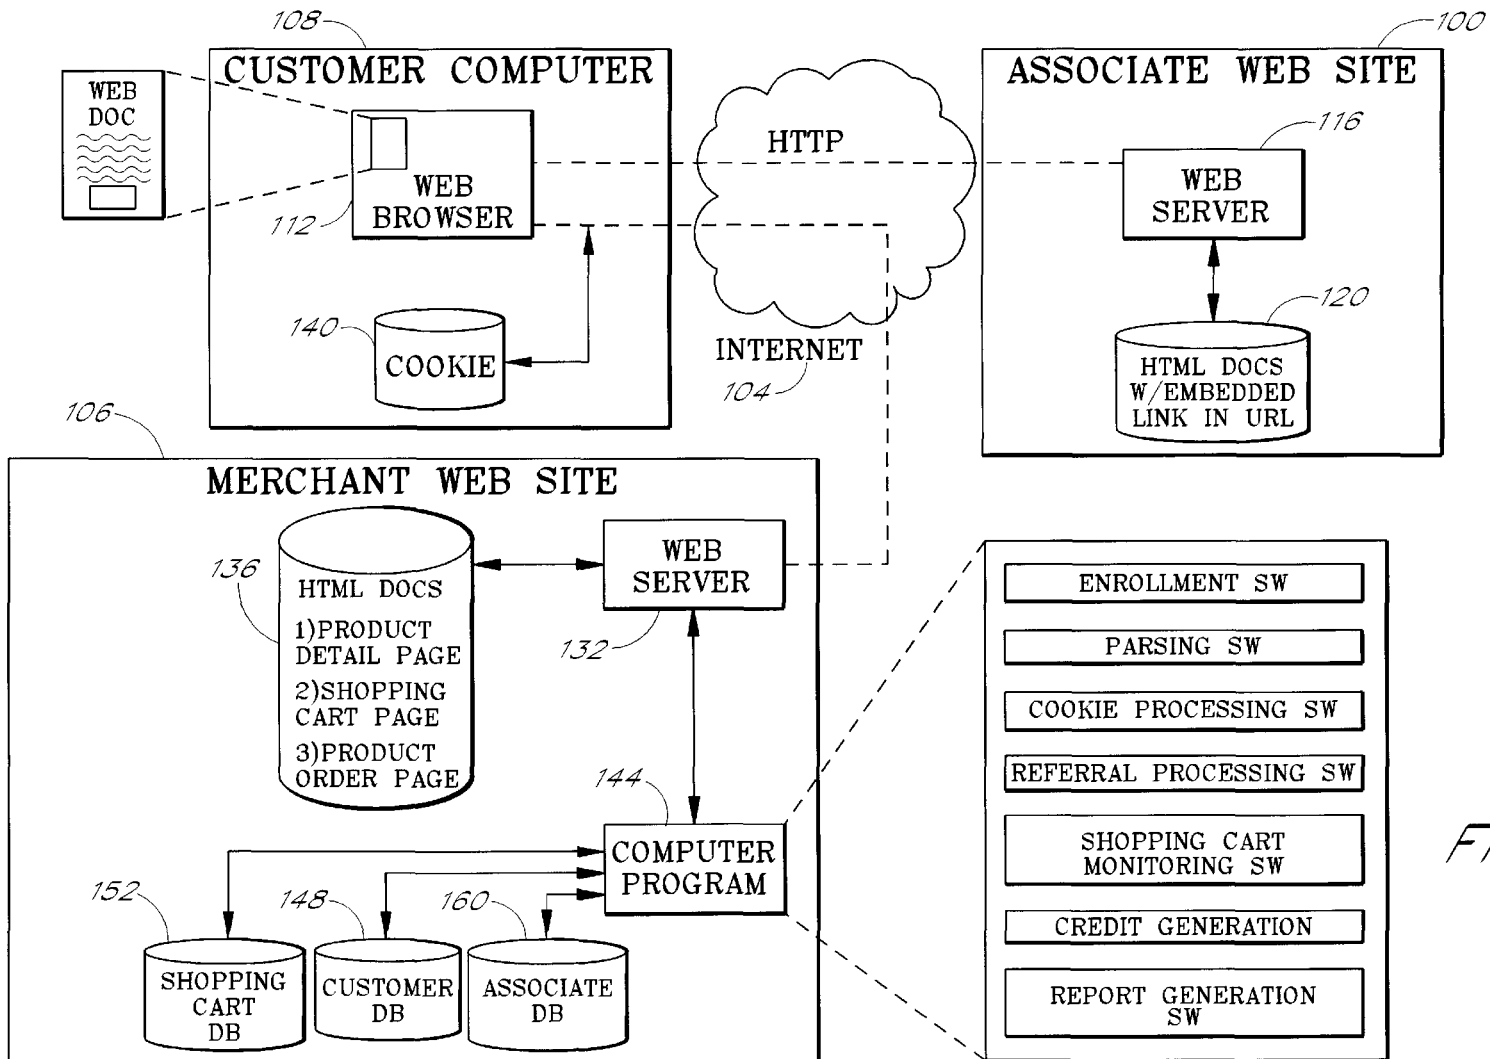 108
100
CUSTOMER COMPUTER
ASSOCIATE WEB SITE
WEB
DOC
HTTP
116
WEB
BROWSER
112
WEB
SERVER
140
COOKIE
INTERNET
104
120
HTML DOCS
W/EMBEDDED
LINK IN URL
106
MERCHANT WEB SITE
136
HTML DOCS
1)PRODUCT
DETAIL PAGE
2)SHOPPING
CART PAGE
3)PRODUCT
ORDER PAGE
WEB
SERVER
132
144
COMPUTER
PROGRAM
152
148
160
SHOPPING
CART
DB
CUSTOMER
DB
ASSOCIATE
DB
ENROLLMENT SW
PARSING SW
COOKIE PROCESSING SW
REFERRAL PROCESSING SW
SHOPPING CART
MONITORING SW
CREDIT GENERATION
REPORT GENERATION
SW